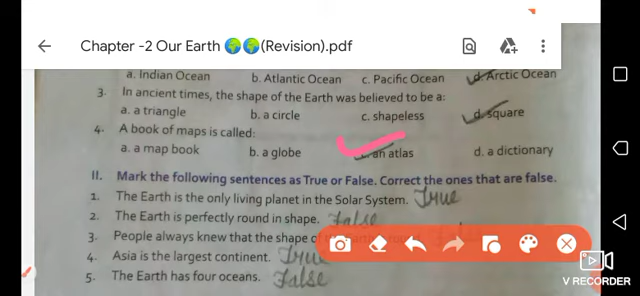 Chapter -2 Our Earth 🌍🌍(Revision).pdf
a. Indian Ocean b. Atlantic Ocean c. Pacific Ocean d. Arctic Ocean
3. In ancient times, the shape of the Earth was believed to be a:
a. a triangle b. a circle c. shapeless d. square
4. A book of maps is called:
a. a map book b. a globe c. an atlas d. a dictionary
II. Mark the following sentences as True or False. Correct the ones that are false.
1. The Earth is the only living planet in the Solar System. True
2. The Earth is perfectly round in shape. False
3. People always knew that the shape of
4. Asia is the largest continent. True
5. The Earth has four oceans. False
V RECORDER